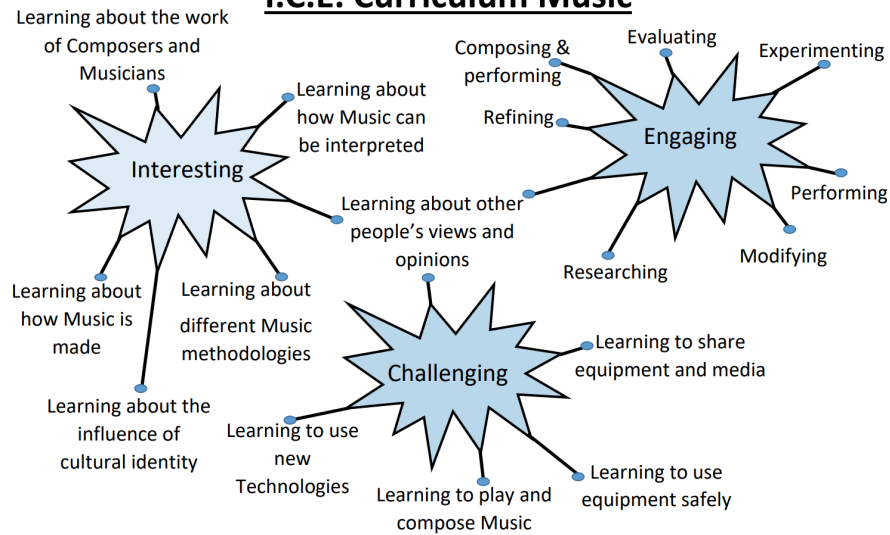 I.C.E. Curriculum Music
Learning about the work
of Composers and
Musicians
Learning about
how Music can
be interpreted
Interesting
Learning about other
people's views and
opinions
Learning about
how Music is
made
Learning about
different Music
methodologies
Learning about the
influence of
cultural identity
Composing &
performing
Evaluating
Experimenting
Refining
Engaging
Performing
Modifying
Researching
Challenging
Learning to share
equipment and media
Learning to use
new
Technologies
Learning to play and
compose Music
Learning to use
equipment safely